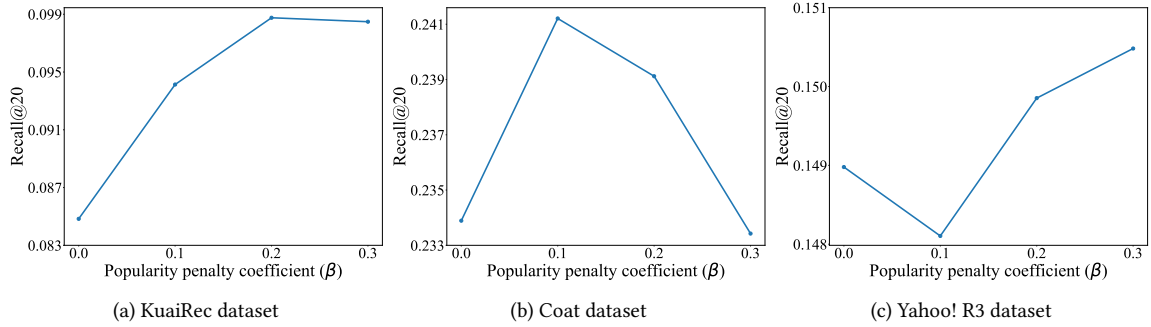 0.099
0.095
0.091
0.087
0.083
Recall@20
0.0 0.1 0.2 0.3
Popularity penalty coefficient (β)
(a) KuaiRec dataset
0.241
0.239
0.237
0.235
0.233
Recall@20
0.0 0.1 0.2 0.3
Popularity penalty coefficient (β)
(b) Coat dataset
0.151
0.150
0.149
0.148
Recall@20
0.0 0.1 0.2 0.3
Popularity penalty coefficient (β)
(c) Yahoo! R3 dataset